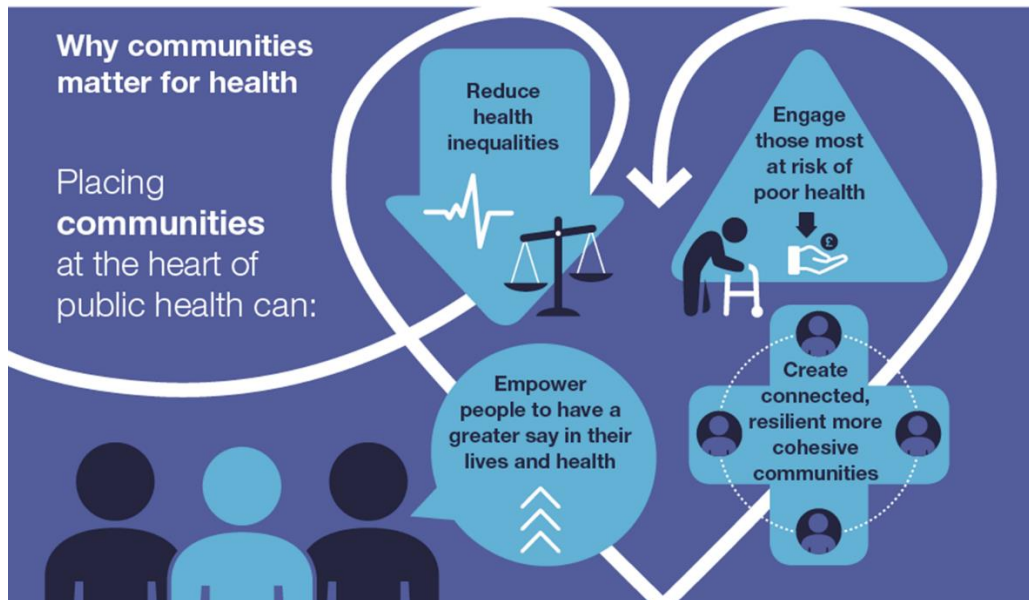 Why communities
matter for health
Placing
communities
at the heart of
public health can:
Reduce
health
inequalities
Engage
those most
at risk of
poor health
£
Empower
people to have a
greater say in their
lives and health
Create
connected,
resilient more
cohesive
communities